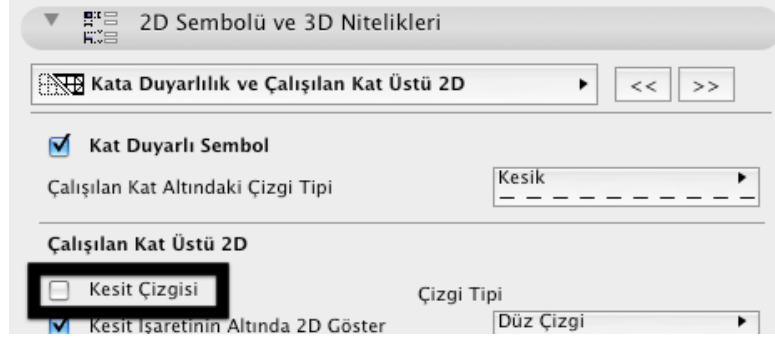 2D Sembolü ve 3D Nitelikleri
Kata Duyarlılık ve Çalışılan Kat Üstü 2D
<< >>
Kat Duyarlı Sembol
Çalışılan Kat Altındaki Çizgi Tipi
Kesik
Çalışılan Kat Üstü 2D
Kesit Çizgisi
Çizgi Tipi
Kesit İşaretinin Altında 2D Göster
Düz Çizgi